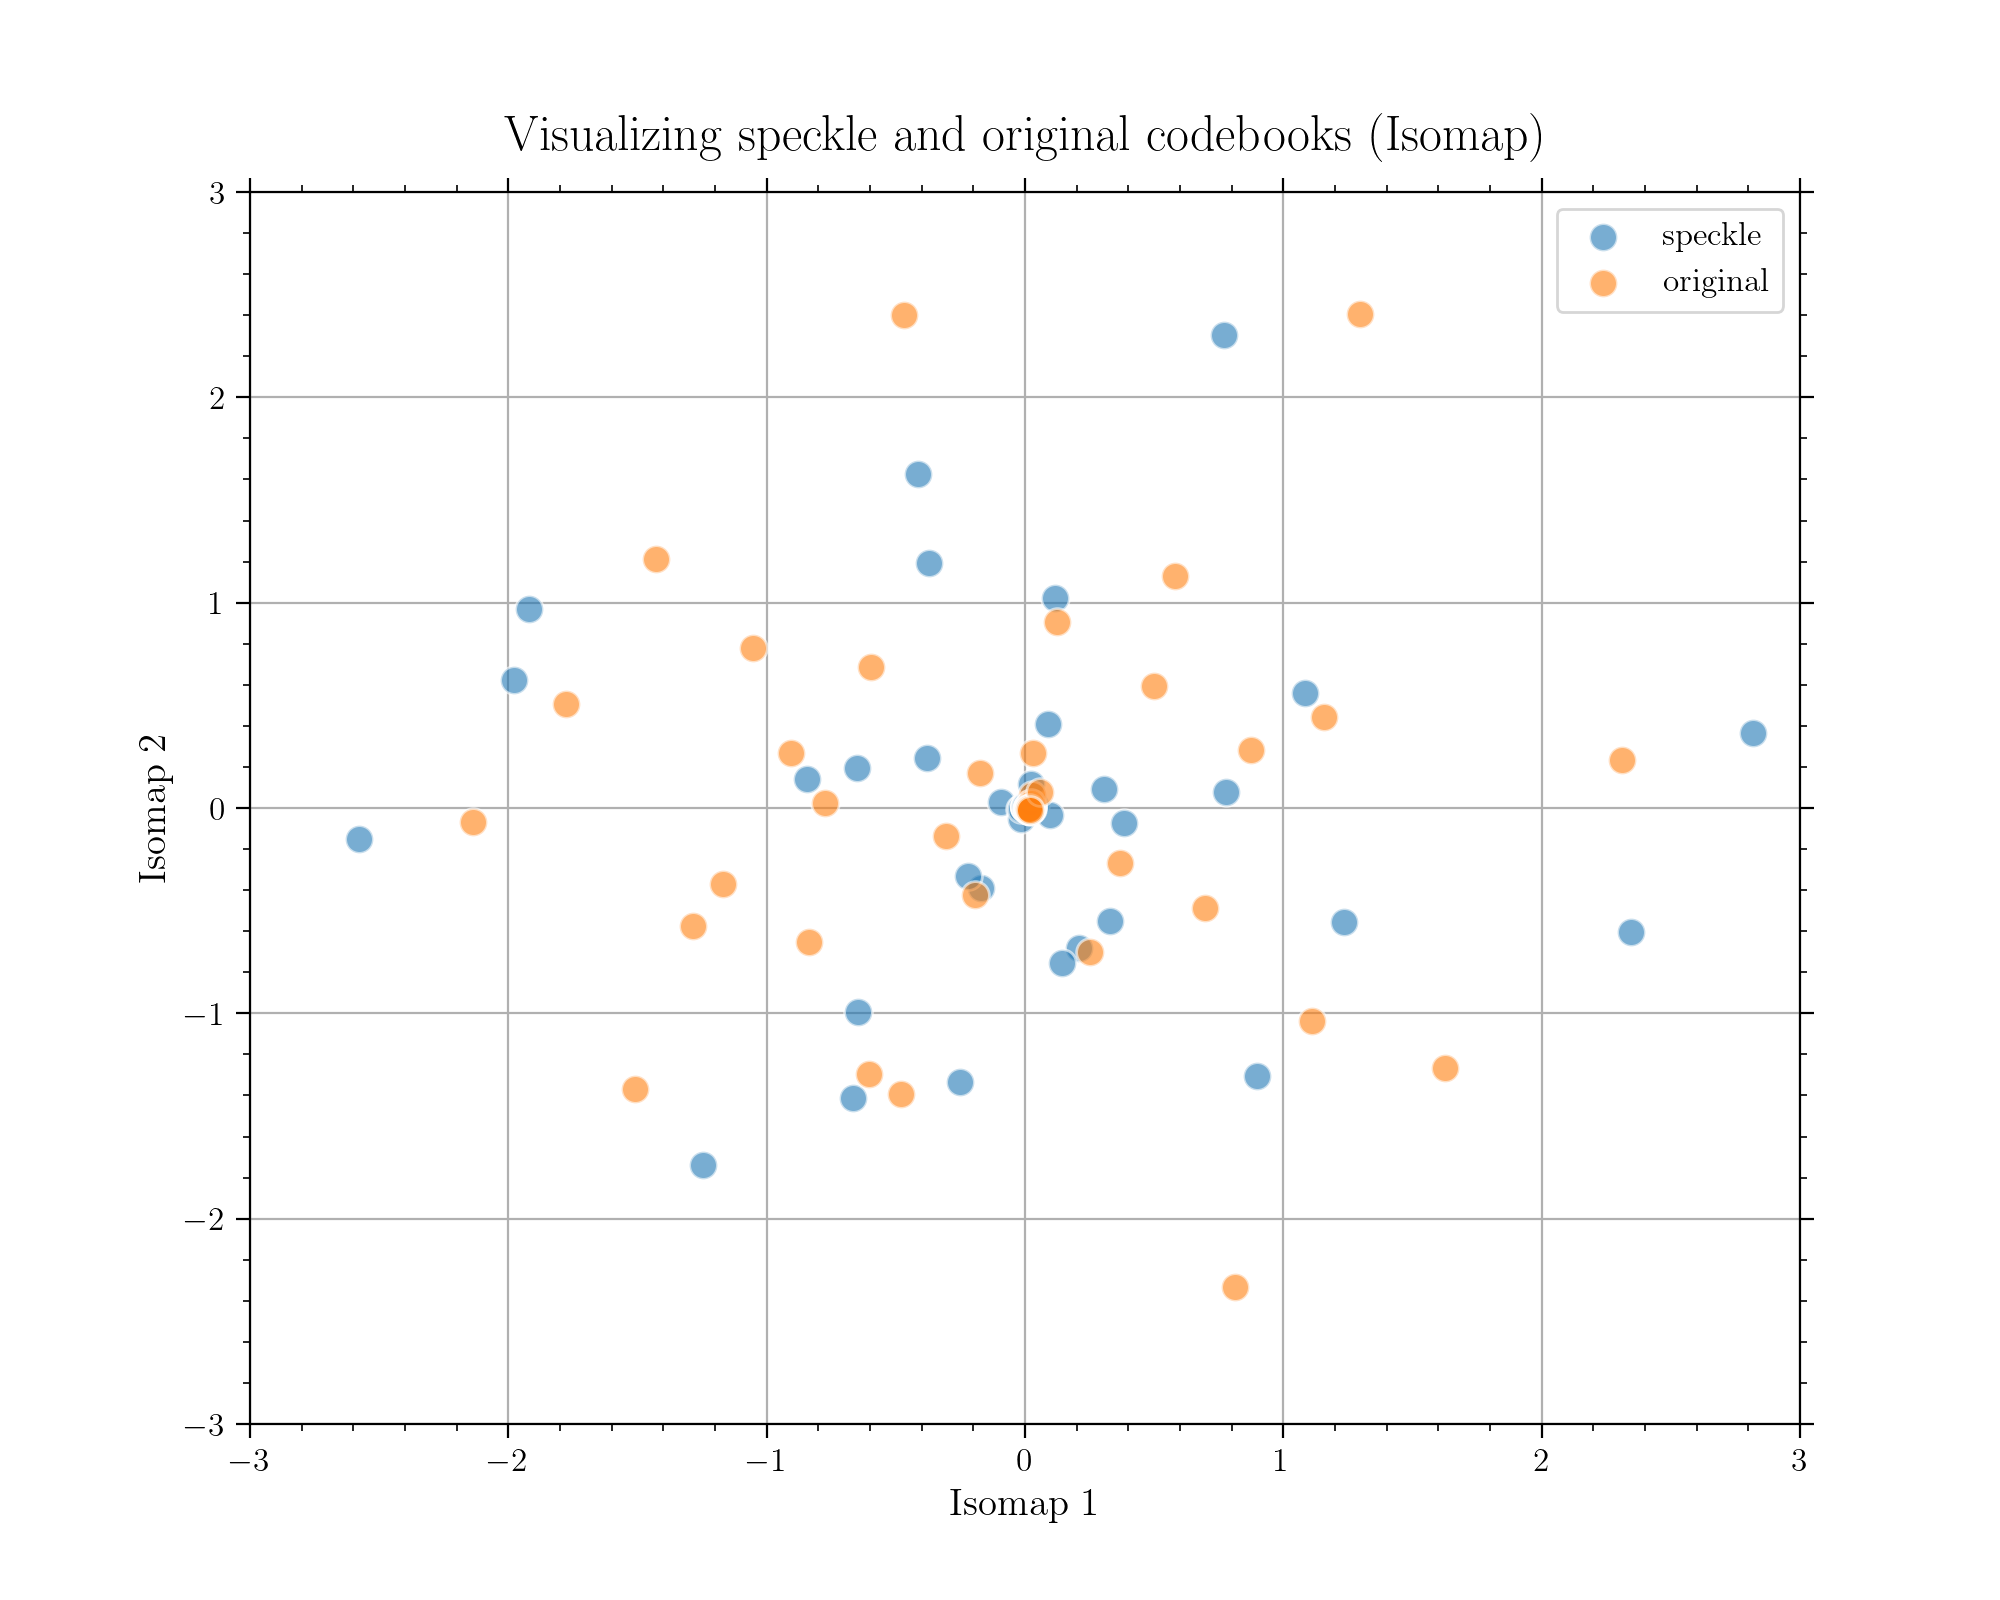 Visualizing speckle and original codebooks (Isomap)
speckle
original
3
2
1
0
−1
−2
−3
Isomap 2
−3
−2
−1
0
1
2
3
Isomap 1